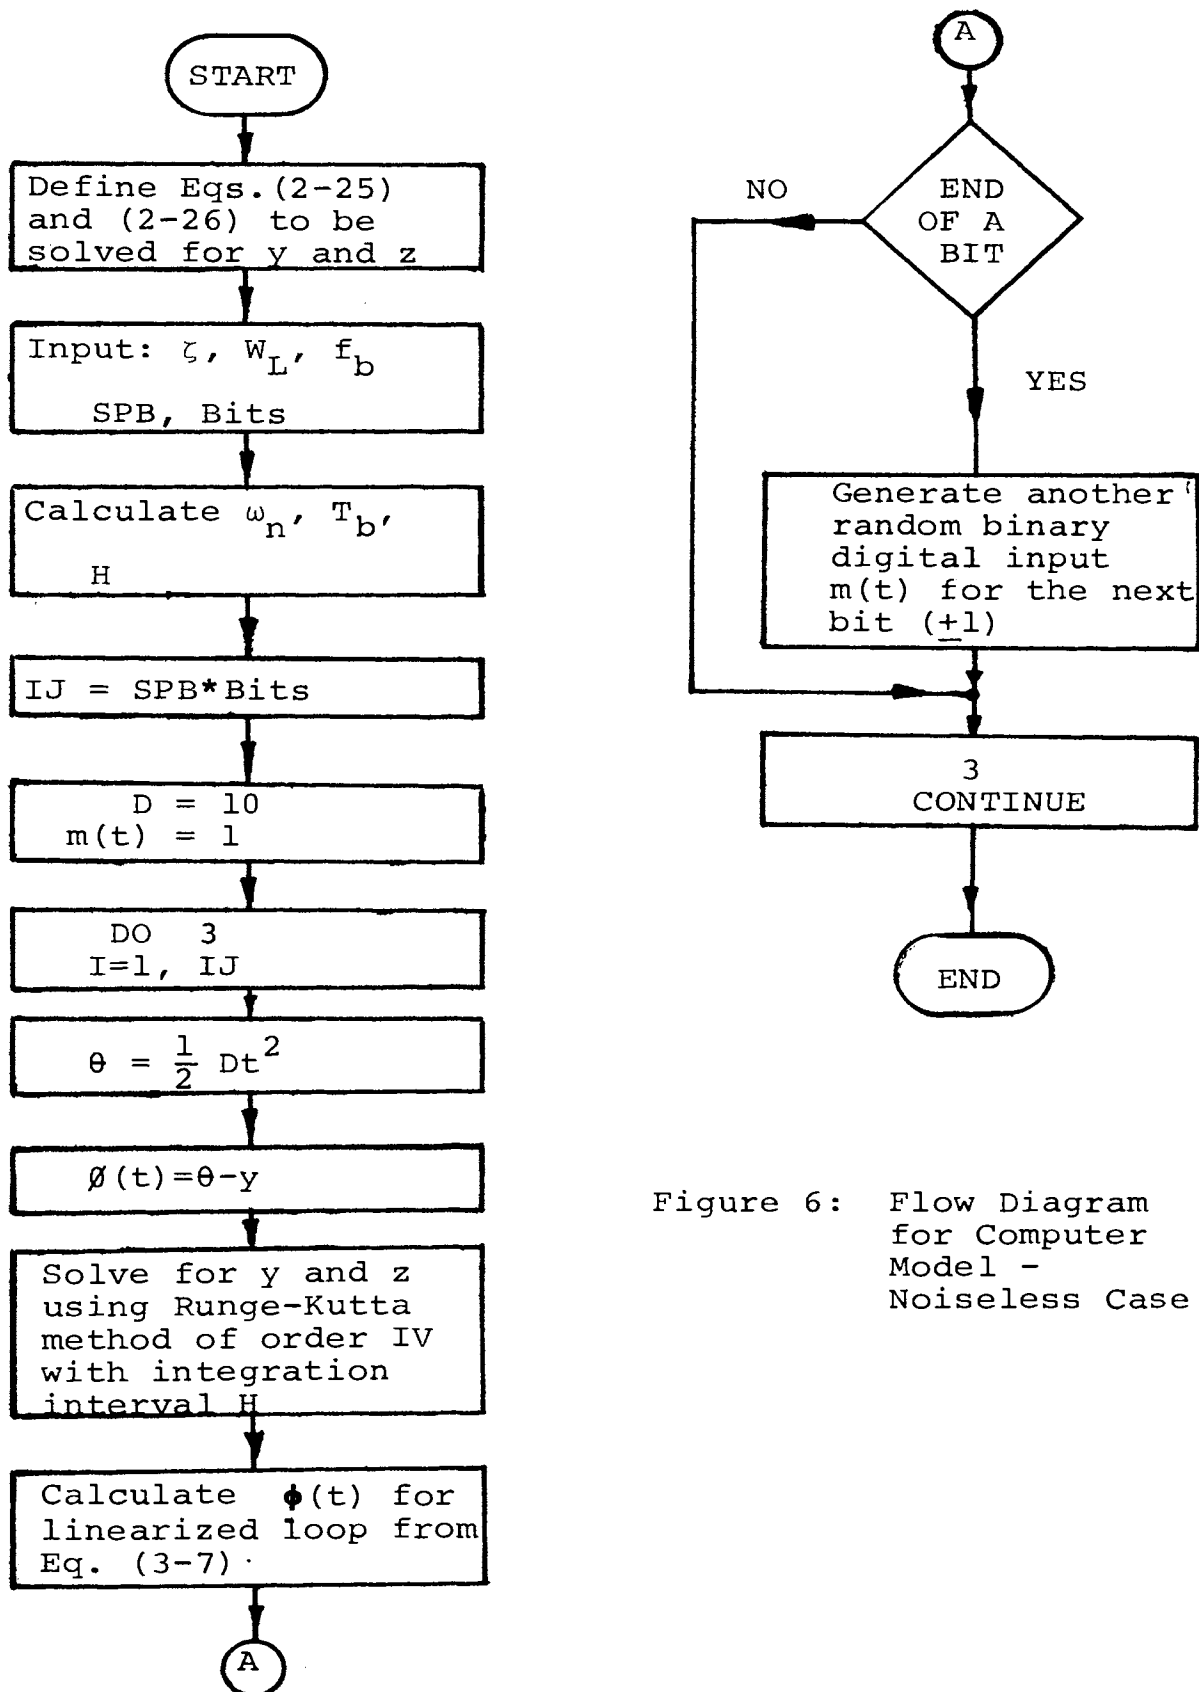 START
Define Eqs.(2-25)
and (2-26) to be
solved for y and z
Input: ζ, W_L, f_b
SPB, Bits
Calculate ω_n, T_b,
H
IJ = SPB*Bits
D = 10
m(t) = 1
DO 3
I=1, IJ
θ = 1/2 Dt²
Ø(t)=θ-y
Solve for y and z
using Runge-Kutta
method of order IV
with integration
interval H
Calculate ϕ(t) for
linearized loop from
Eq. (3-7)
A
A
END
OF A
BIT
NO
YES
Generate another
random binary
digital input
m(t) for the next
bit (±1)
3
CONTINUE
END
Figure 6: Flow Diagram
for Computer
Model -
Noiseless Case